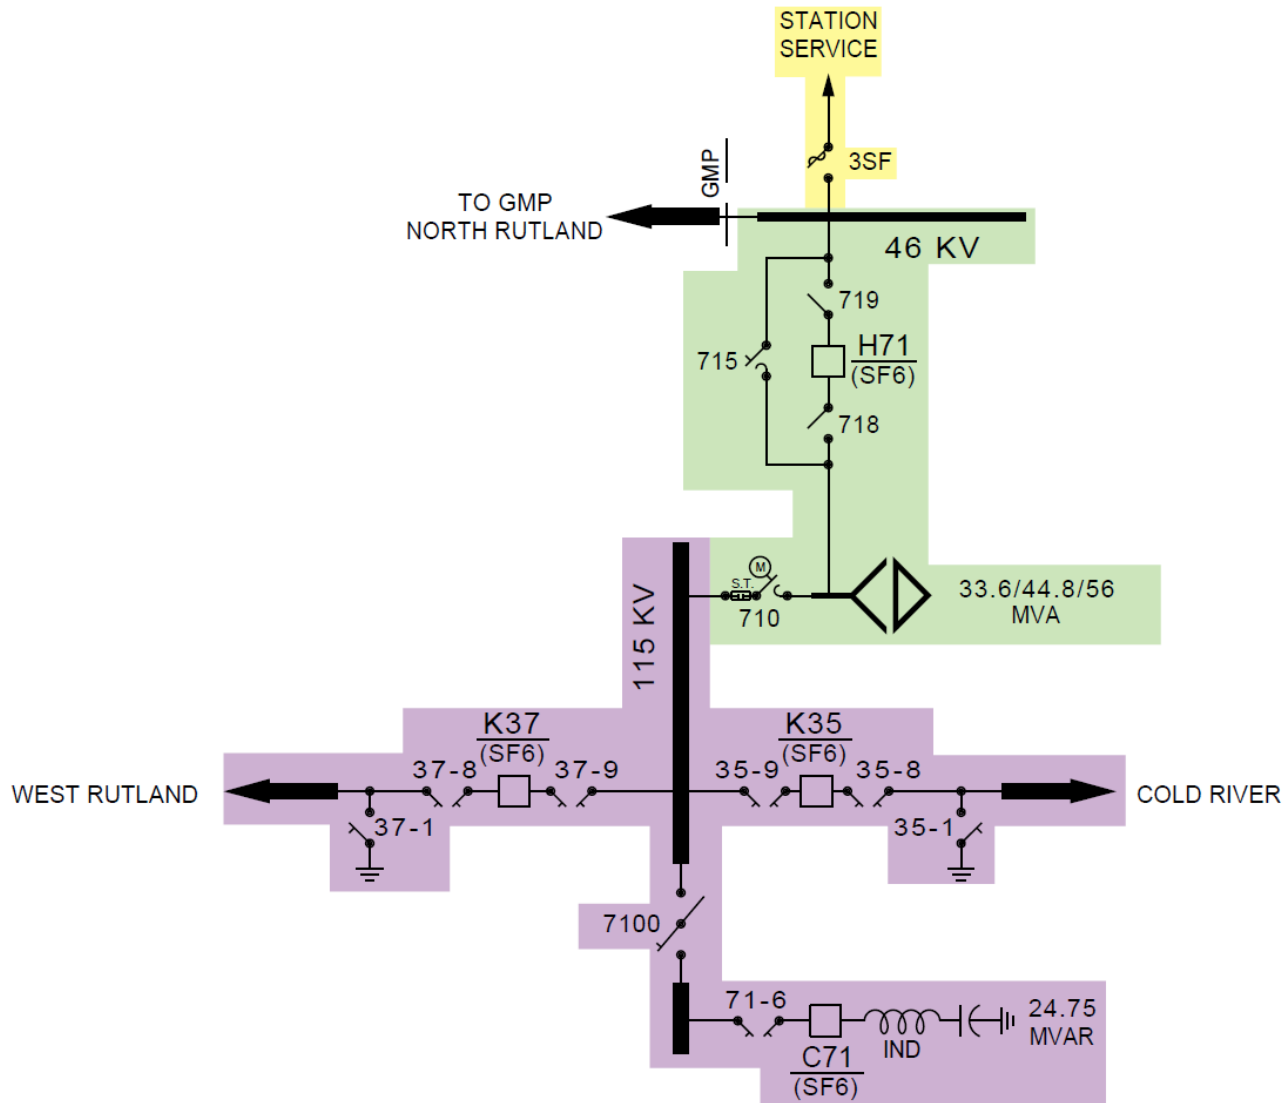 STATION
SERVICE
3SF
GMP
TO GMP
NORTH RUTLAND
46 KV
719
715
H71
(SF6)
718
M
S.T.
710
33.6/44.8/56
MVA
115 KV
K37
(SF6)
K35
(SF6)
37-8
37-9
35-9
35-8
WEST RUTLAND
COLD RIVER
37-1
35-1
7100
71-6
24.75
MVAR
IND
C71
(SF6)